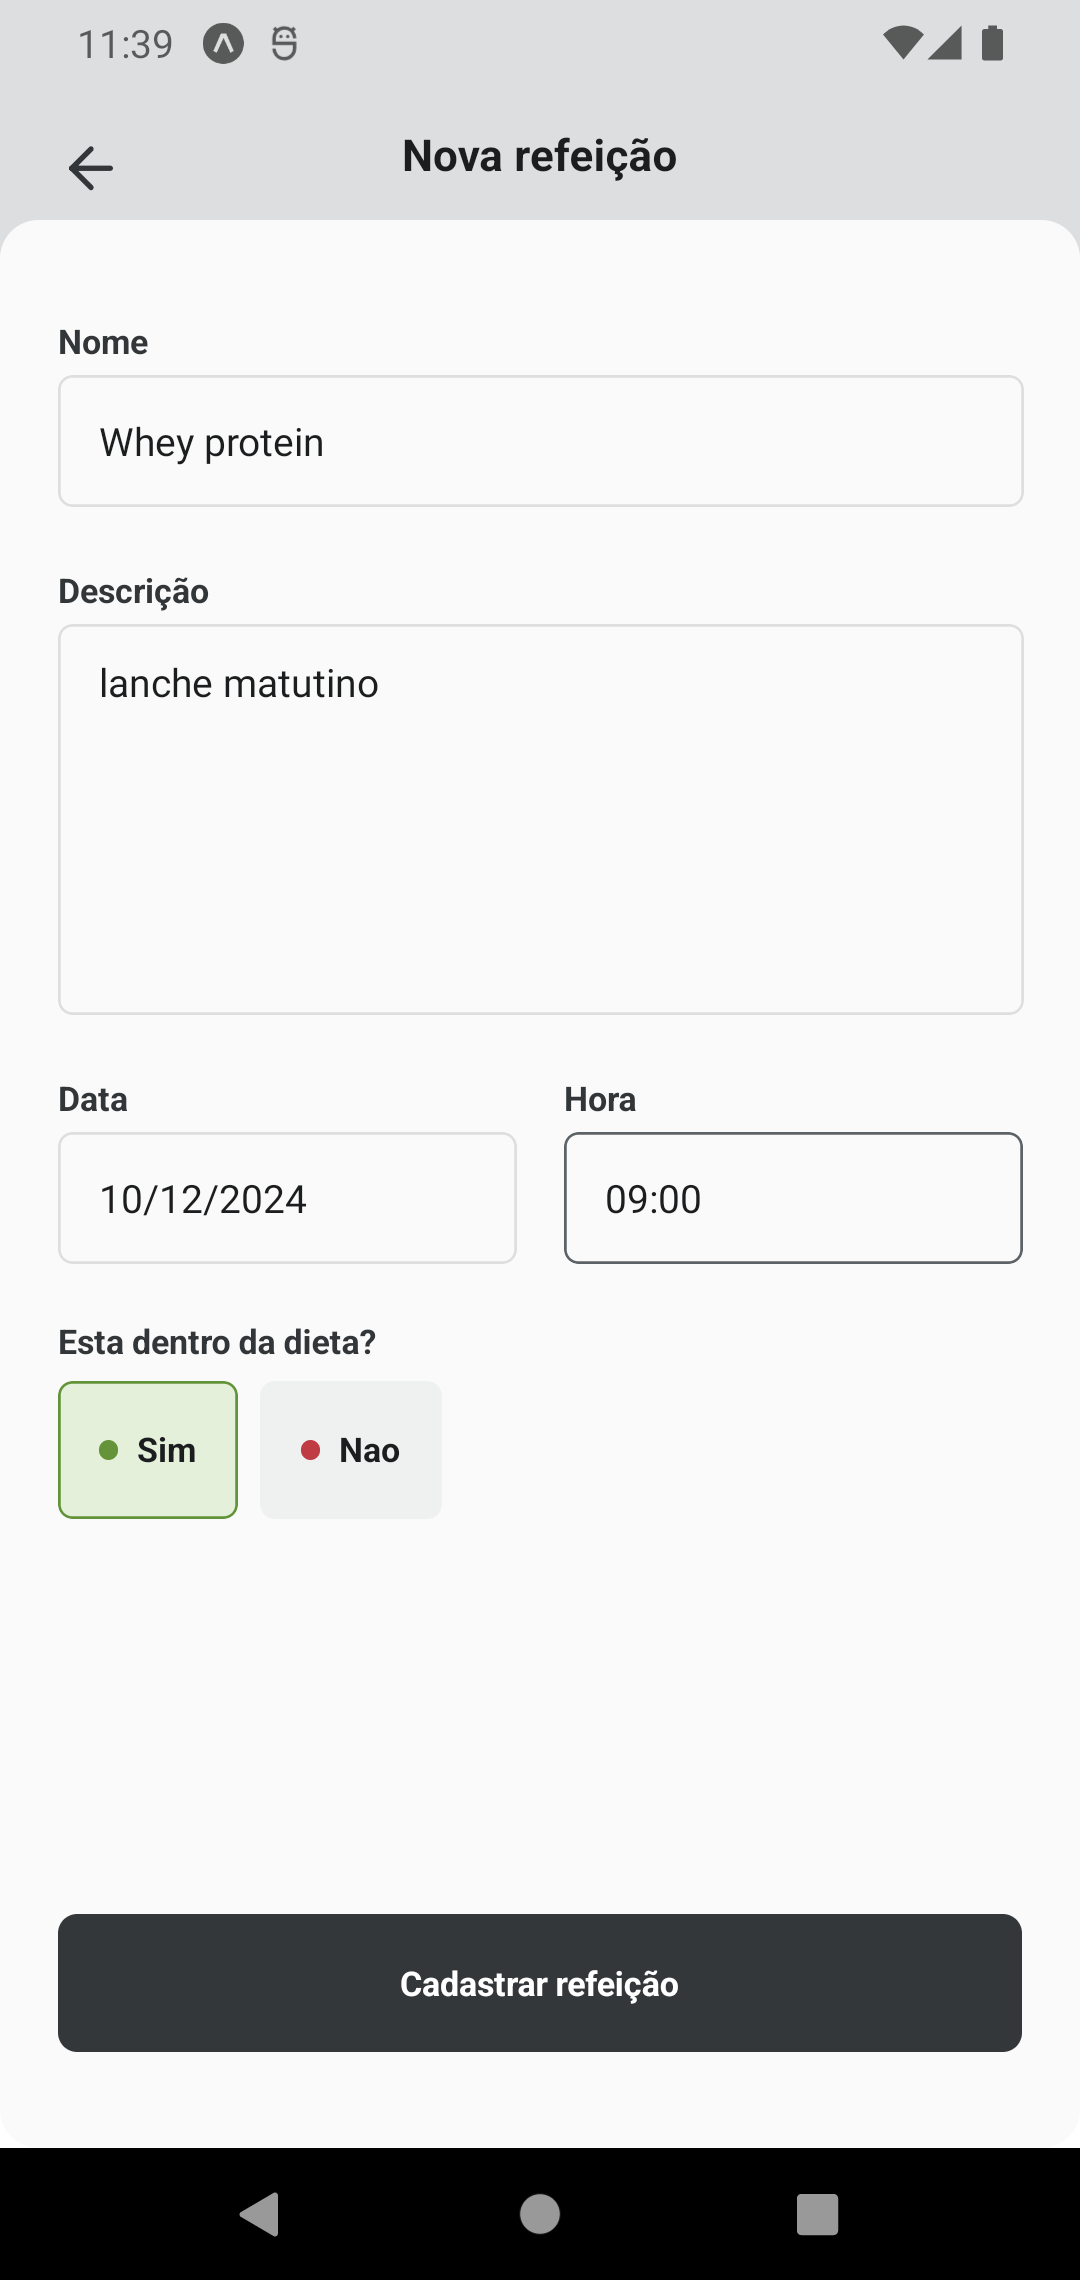 11:39
Nova refeição
Nome
Whey protein
Descrição
lanche matutino
Data
Hora
10/12/2024
09:00
Esta dentro da dieta?
Sim
Nao
Cadastrar refeição